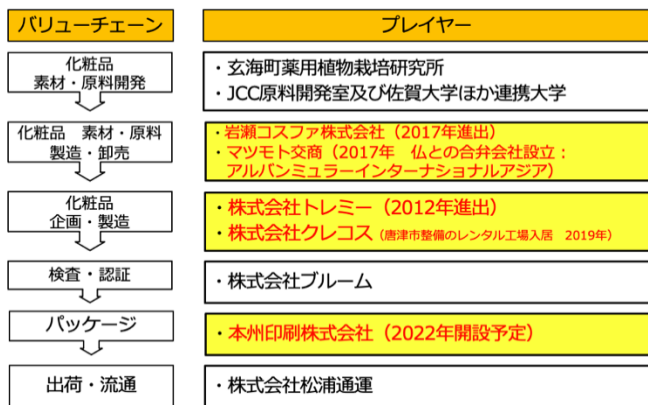 バリューチェーン
プレイヤー
化粧品
素材・原料開発
・玄海町薬用植物栽培研究所
・JCC原料開発室及び佐賀大学ほか連携大学
化粧品　素材・原料
製造・卸売
・岩瀬コスファ株式会社（2017年進出）
・マツモト交商（2017年　仏との合弁会社設立：
アルバンミュラーインターナショナルアジア）
化粧品
企画・製造
・株式会社トレミー（2012年進出）
・株式会社クレコス（唐津市整備のレンタル工場入居　2019年）
検査・認証
・株式会社ブルーム
パッケージ
・本州印刷株式会社（2022年開設予定）
出荷・流通
・株式会社松浦通運